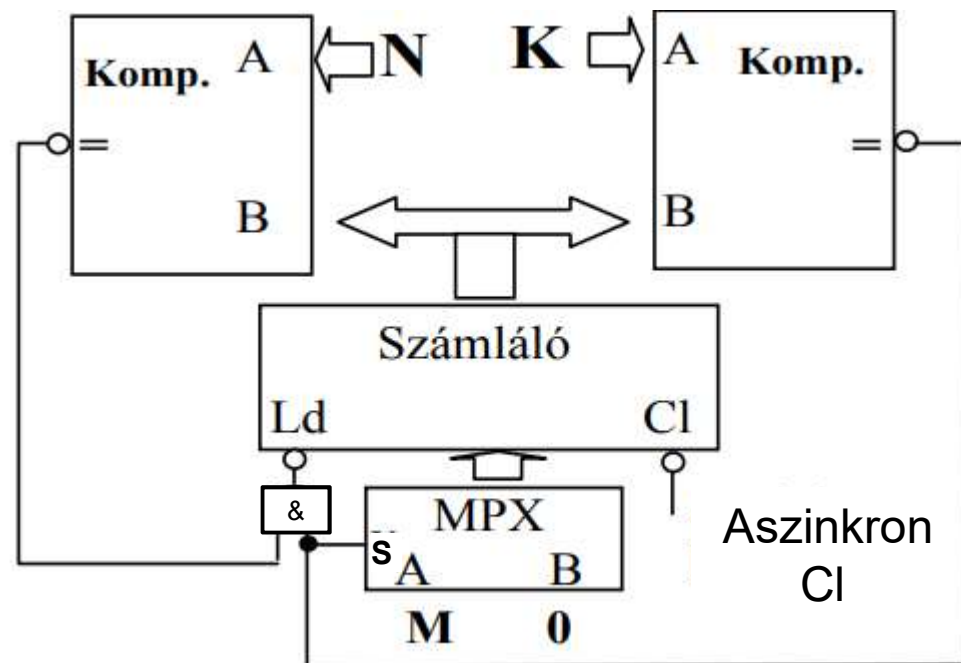 Komp. A N K A Komp.
= =
B B
Számláló
Ld Cl
&
MPX
S A B
M 0
Aszinkron
Cl